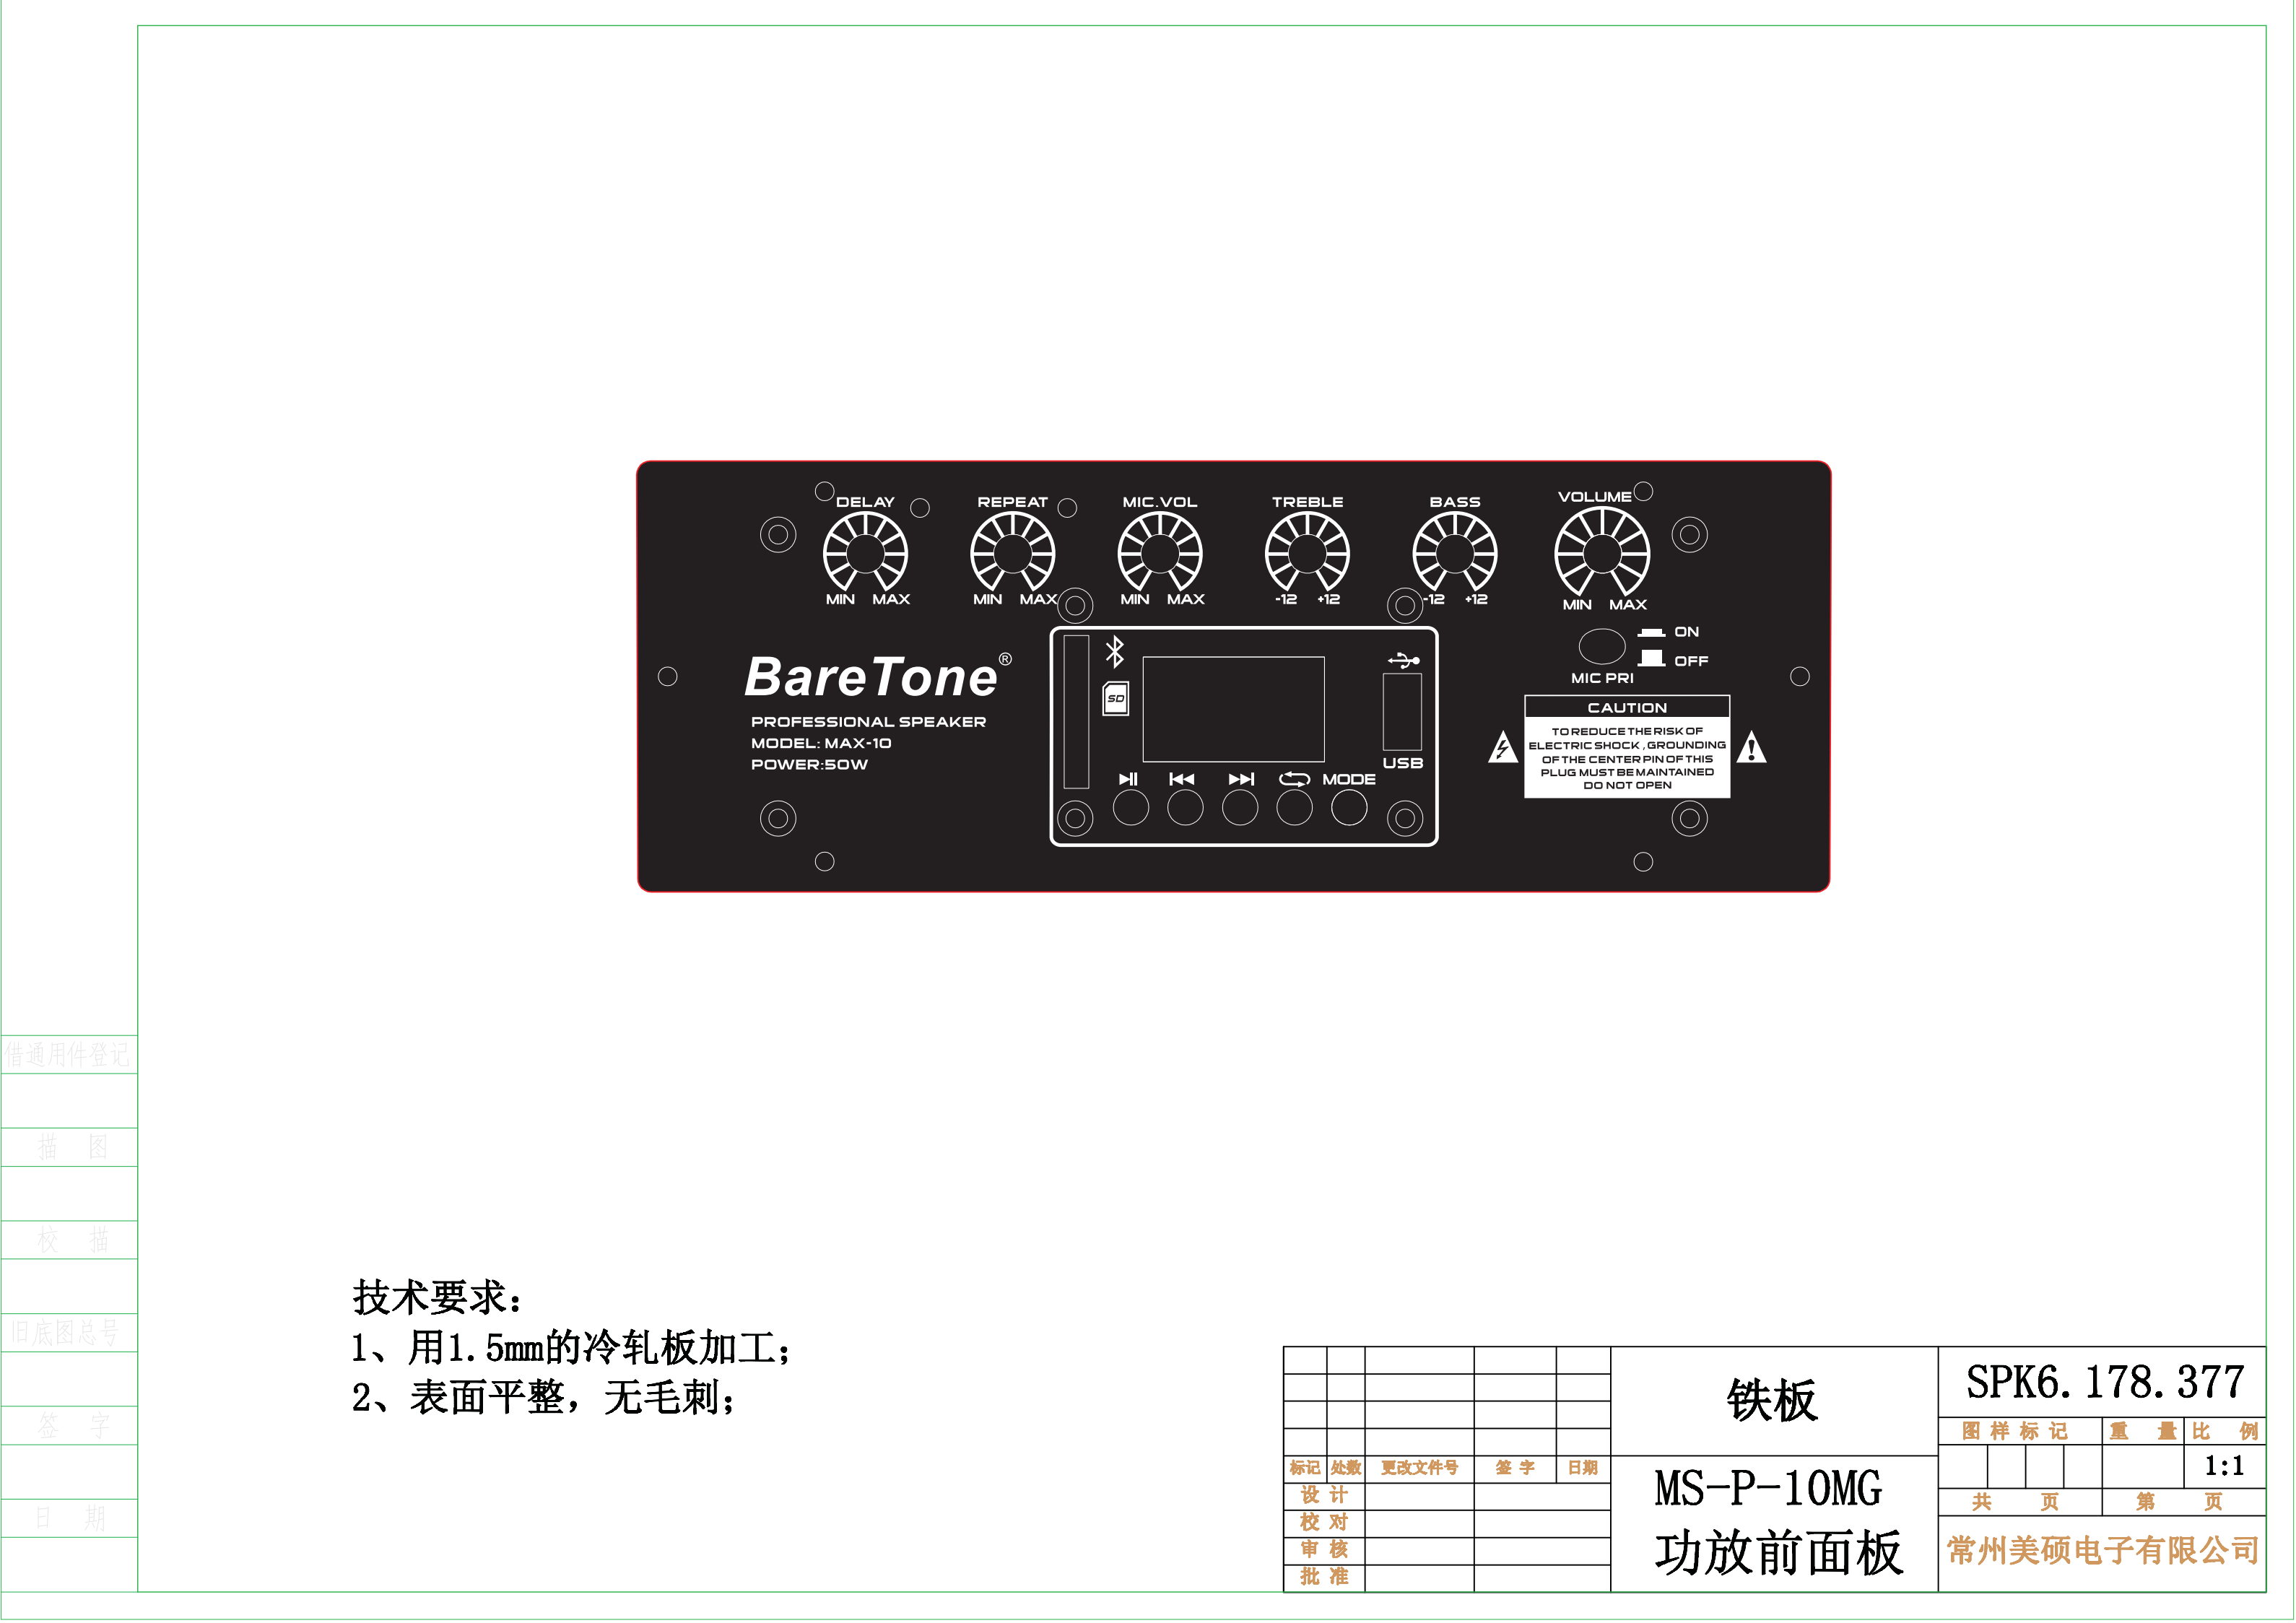 DELAY
REPEAT
MIC.VOL
TREBLE
BASS
VOLUME
MIN MAX
MIN MAX
MIN MAX
-12 +12
-12 +12
MIN MAX
BareTone®
PROFESSIONAL SPEAKER
MODEL: MAX-10
POWER:50W
SD
USB
MODE
ON
OFF
MIC PRI
CAUTION
TO REDUCE THE RISK OF
ELECTRIC SHOCK , GROUNDING
OF THE CENTER PIN OF THIS
PLUG MUST BE MAINTAINED
DO NOT OPEN
借通用件登记
描 图
校 描
旧底图总号
签 字
日 期
技术要求：
1、用1.5mm的冷轧板加工；
2、表面平整，无毛刺；
标记 处数 更改文件号 签 字 日期
设 计
校 对
审 核
批 准
铁板
MS-P-10MG
功放前面板
SPK6.178.377
图 样 标 记 重 量 比 例
1:1
共 页 第 页
常州美硕电子有限公司